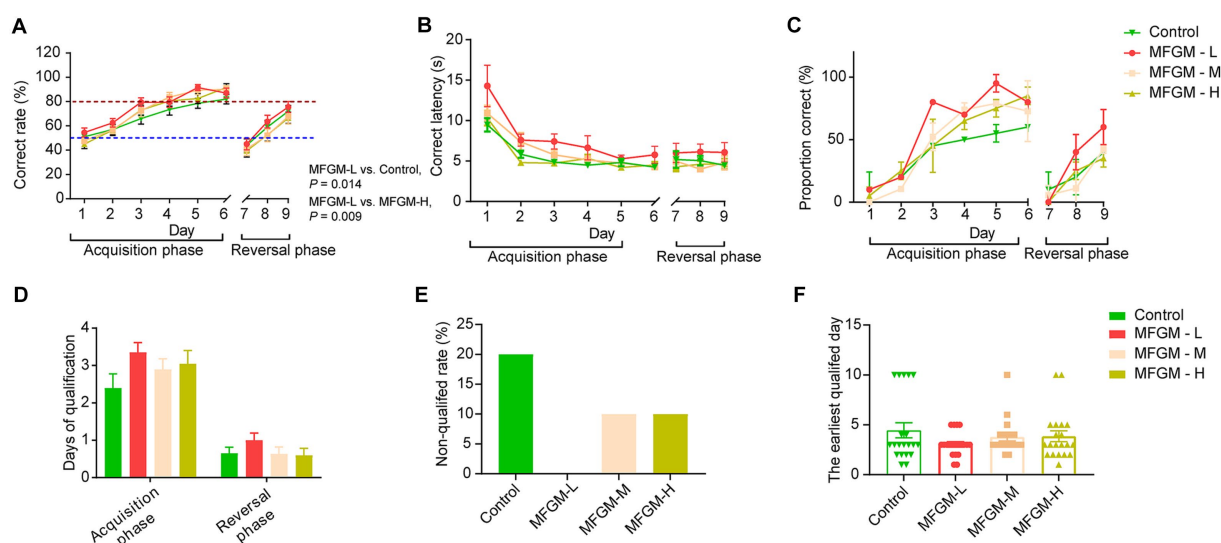 A
Correct rate (%)
120
100
80
60
40
20
0
1 2 3 4 5 6 7 8 9
Day
Acquisition phase
Reversal phase
MFGM-L vs. Control,
P = 0.014
MFGM-L vs. MFGM-H,
P = 0.009
B
Correct latency (s)
20
15
10
5
0
1 2 3 4 5 6 7 8 9
Day
Acquisition phase
Reversal phase
C
Proportion correct (%)
100
50
0
1 2 3 4 5 6 7 8 9
Day
Acquisition phase
Reversal phase
Control
MFGM - L
MFGM - M
MFGM - H
D
Days of qualification
4
3
2
1
0
Acquisition
phase
Reversal
phase
E
Non-qualifed rate (%)
25
20
15
10
5
0
Control
MFGM-L
MFGM-M
MFGM-H
F
The earliest qualifed day
15
10
5
0
Control
MFGM-L
MFGM-M
MFGM-H
Control
MFGM - L
MFGM - M
MFGM - H